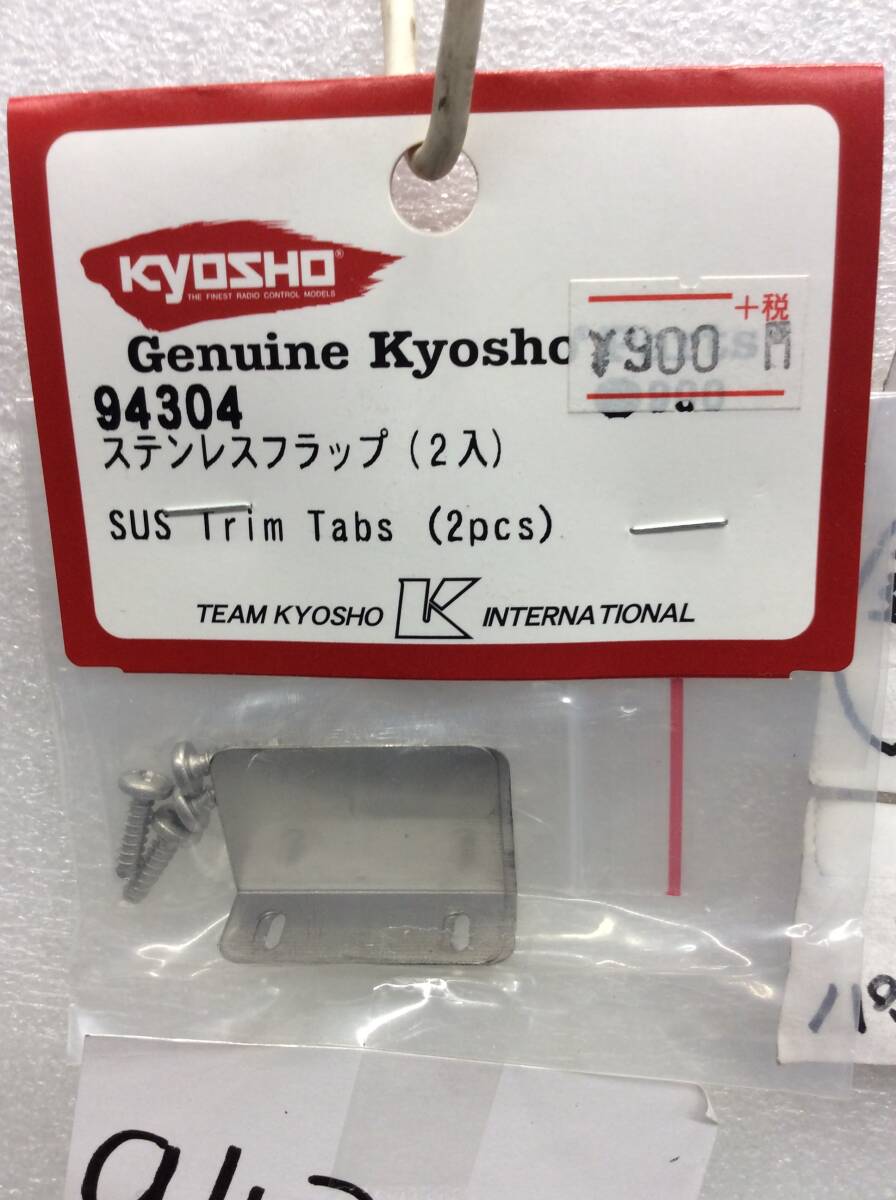 KYOSHO®
THE FINEST RADIO CONTROL MODELS
+税
Genuine Kyosho ¥900 円
94304
ステンレスフラップ(2入)
SUS Trim Tabs (2pcs)
TEAM KYOSHO K INTERNATIONAL